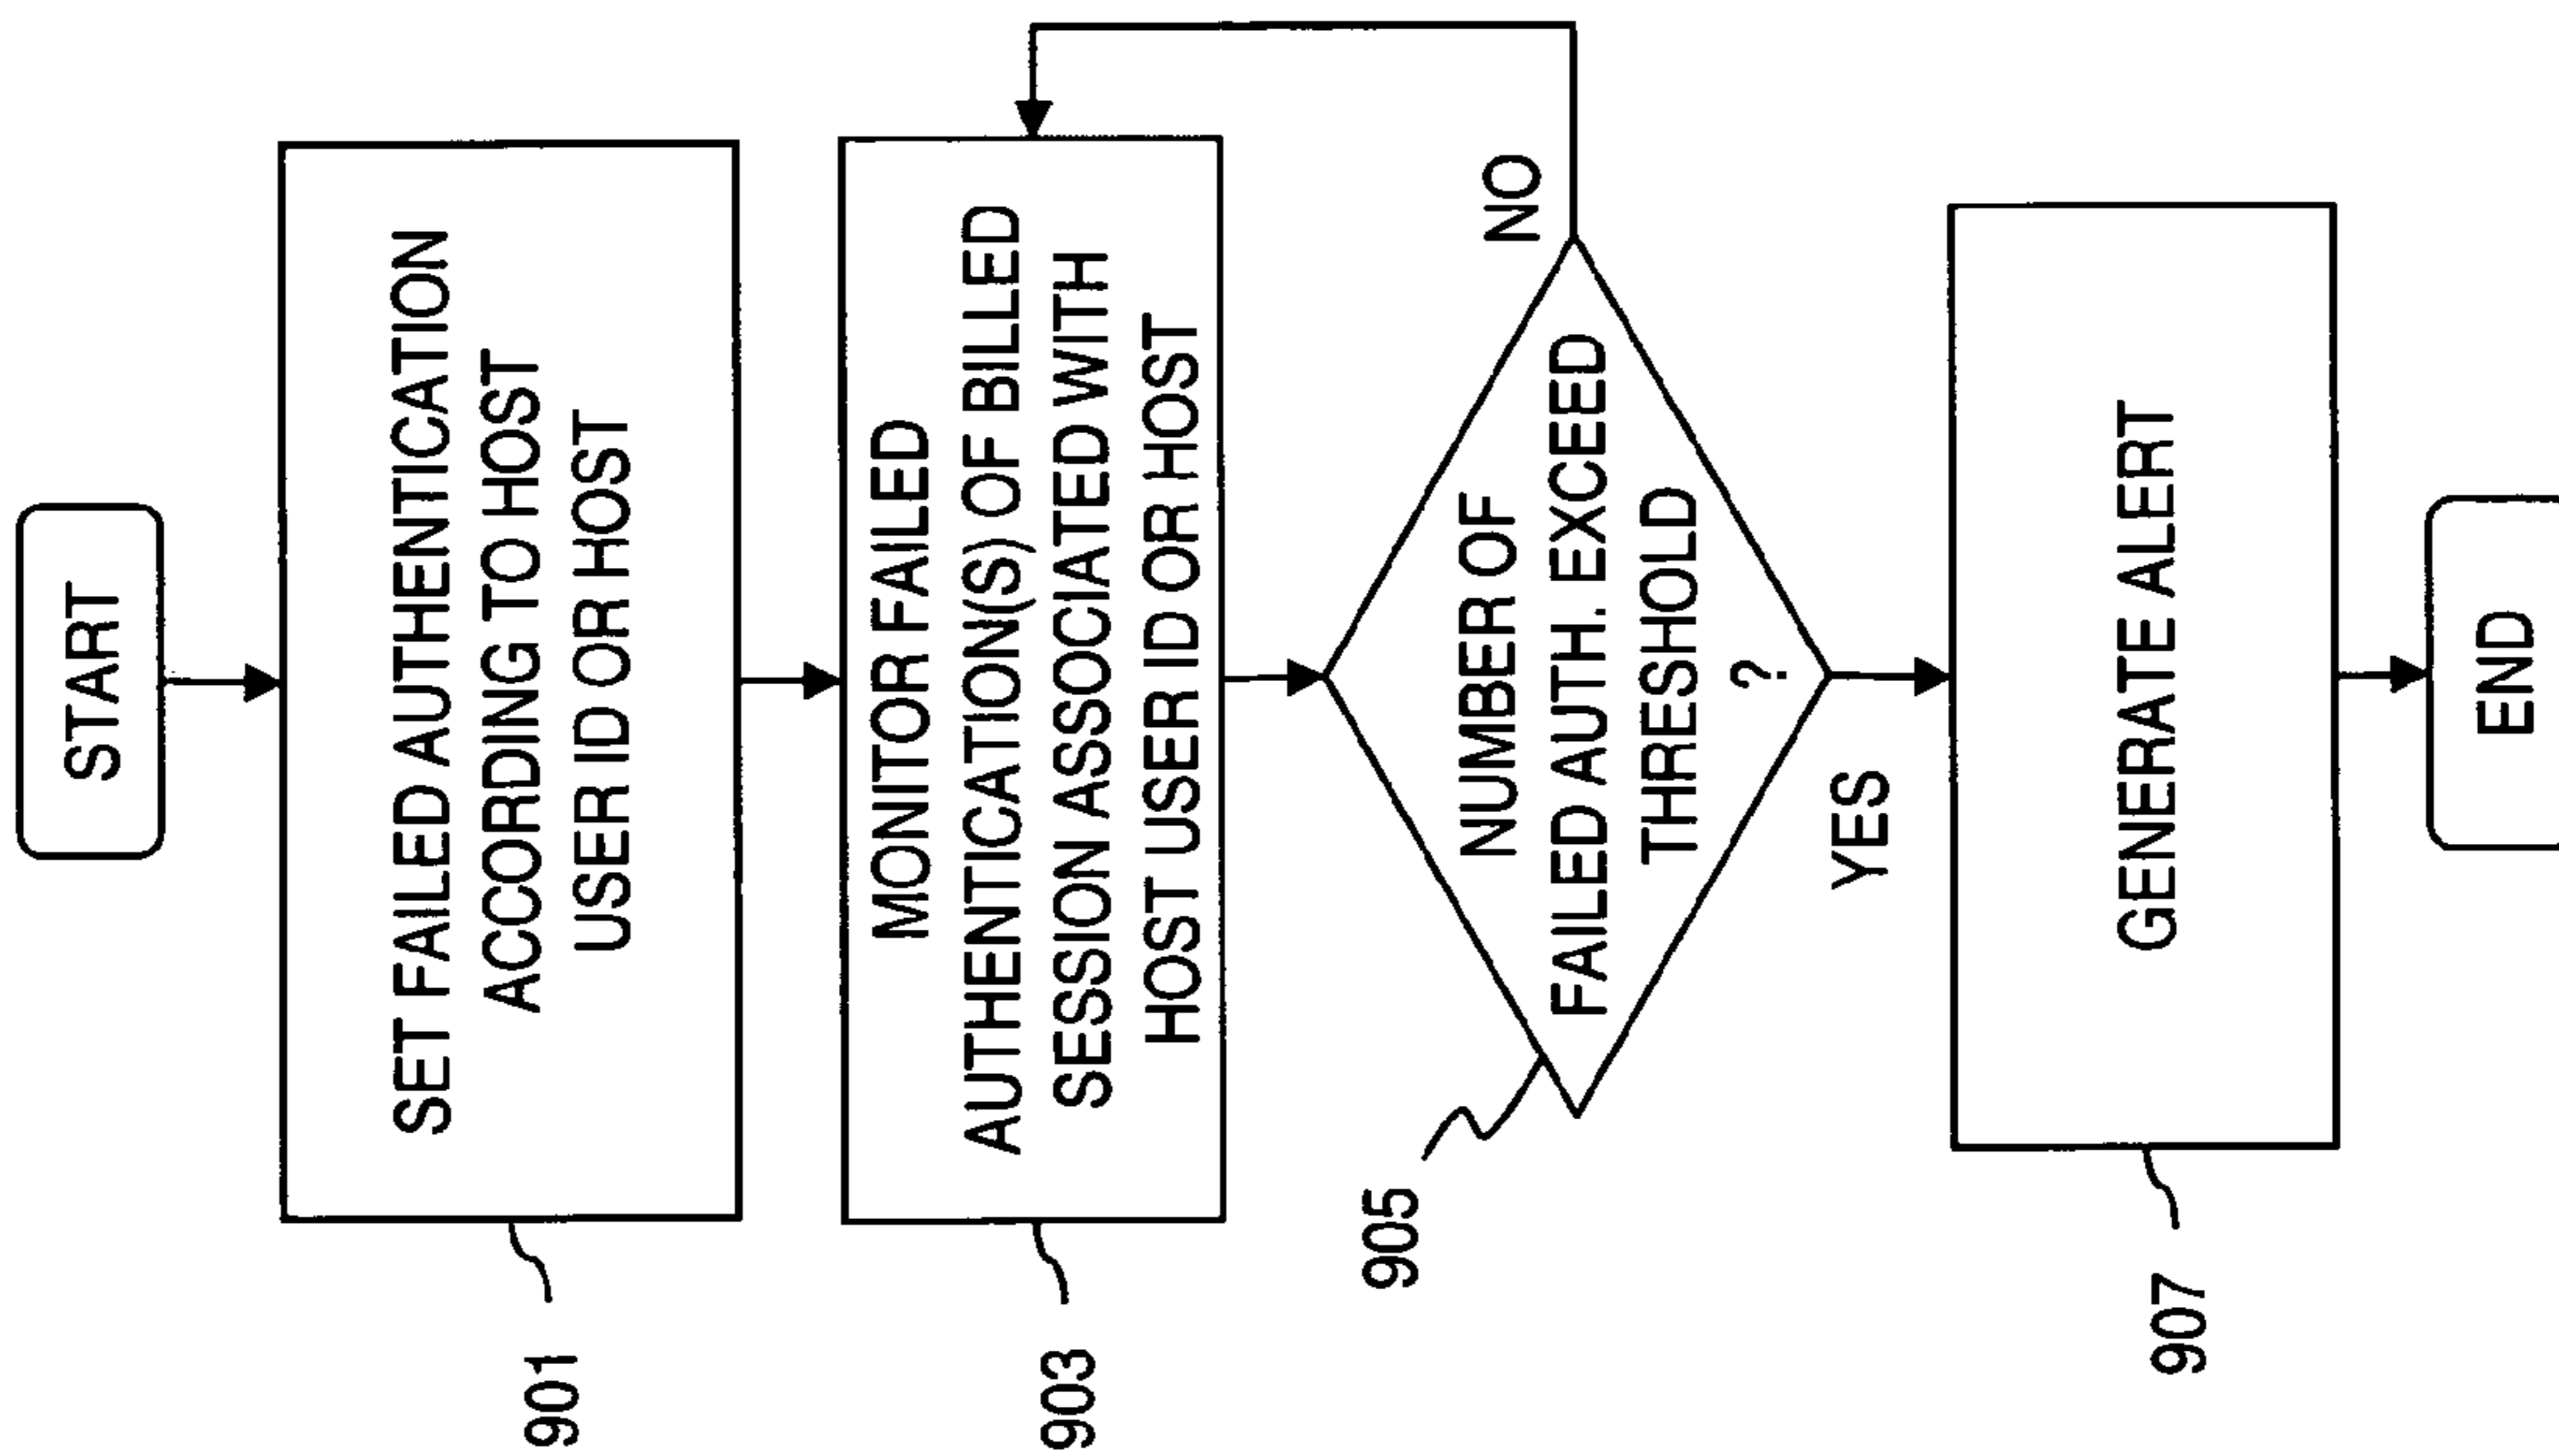 START
SET FAILED AUTHENTICATION
ACCORDING TO HOST
USER ID OR HOST
901
MONITOR FAILED
AUTHENTICATION(S) OF BILLED
SESSION ASSOCIATED WITH
HOST USER ID OR HOST
903
NUMBER OF
FAILED AUTH. EXCEED
THRESHOLD
?
905
NO
YES
GENERATE ALERT
907
END